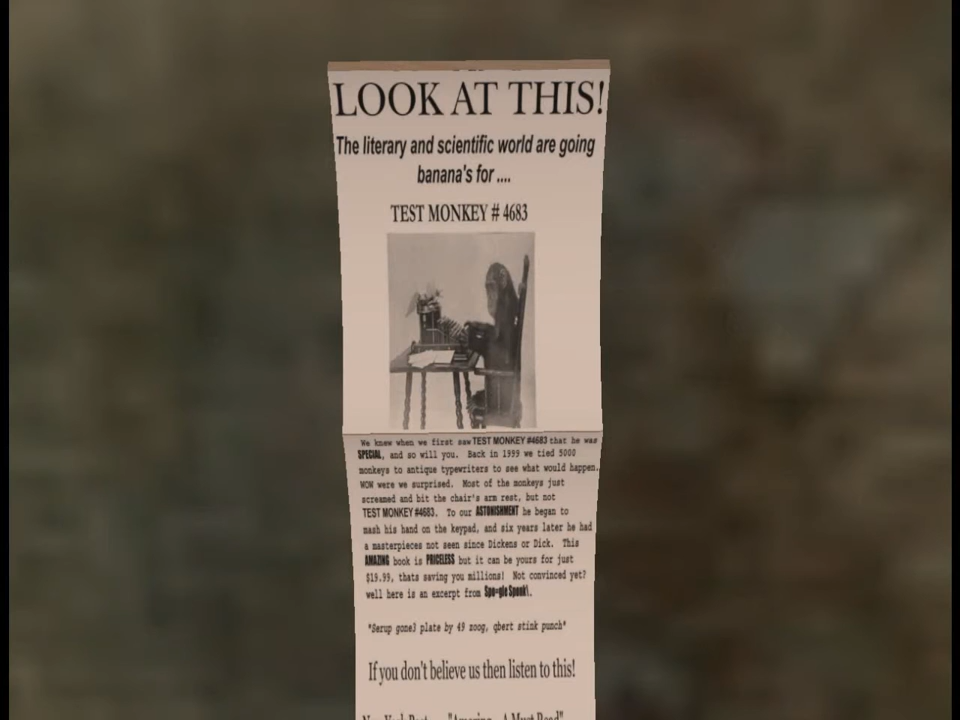 LOOK AT THIS!
The literary and scientific world are going
banana's for ....
TEST MONKEY # 4683
We knew when we first saw TEST MONKEY #4683 that he was
SPECIAL, and so will you. Back in 1999 we tied 5000
monkeys to antique typewriters to see what would happen.
WOW were we surprised. Most of the monkeys just
screamed and bit the chair's arm rest, but not
TEST MONKEY #4683. To our ASTONISHMENT he began to
mash his hand on the keypad, and six years later he had
a masterpieces not seen since Dickens or Dick. This
AMAZING book is PRICELESS but it can be yours for just
$19.99, thats saving you millions! Not convinced yet?
well here is an excerpt from
"Serup gone3 plate by 49 zoog, qbert stink punch"
If you don't believe us then listen to this!
"Amazing A Must Read"